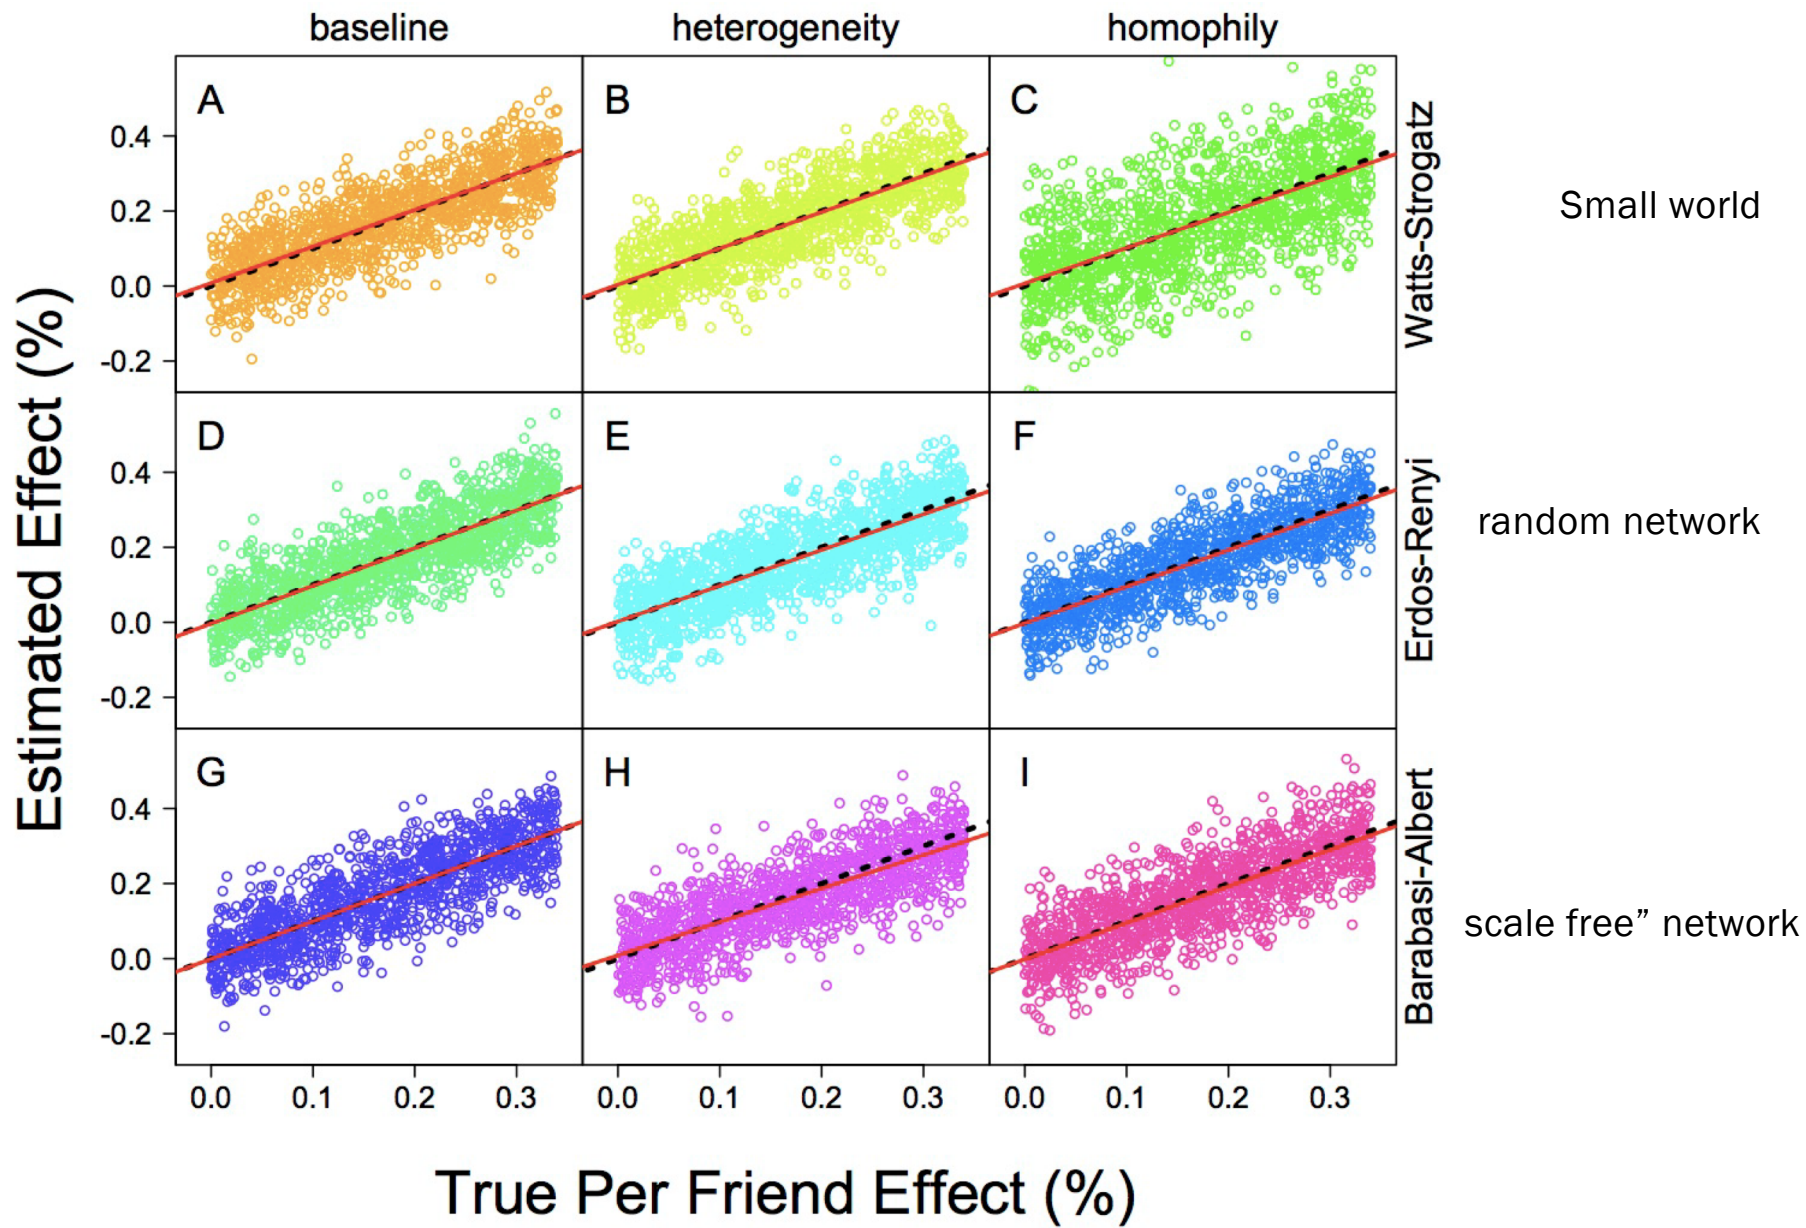 baseline heterogeneity homophily
A B C
0.4
0.2
0.0
-0.2
Watts-Strogatz
Small world
D E F
0.4
0.2
0.0
-0.2
Erdos-Renyi
random network
G H I
0.4
0.2
0.0
-0.2
Barabasi-Albert
scale free” network
Estimated Effect (%)
0.0 0.1 0.2 0.3 0.0 0.1 0.2 0.3 0.0 0.1 0.2 0.3
True Per Friend Effect (%)